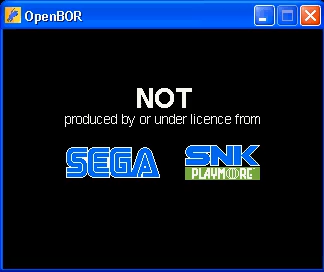 OpenBOR
NOT
produced by or under licence from
SEGA SNK
PLAYMORE